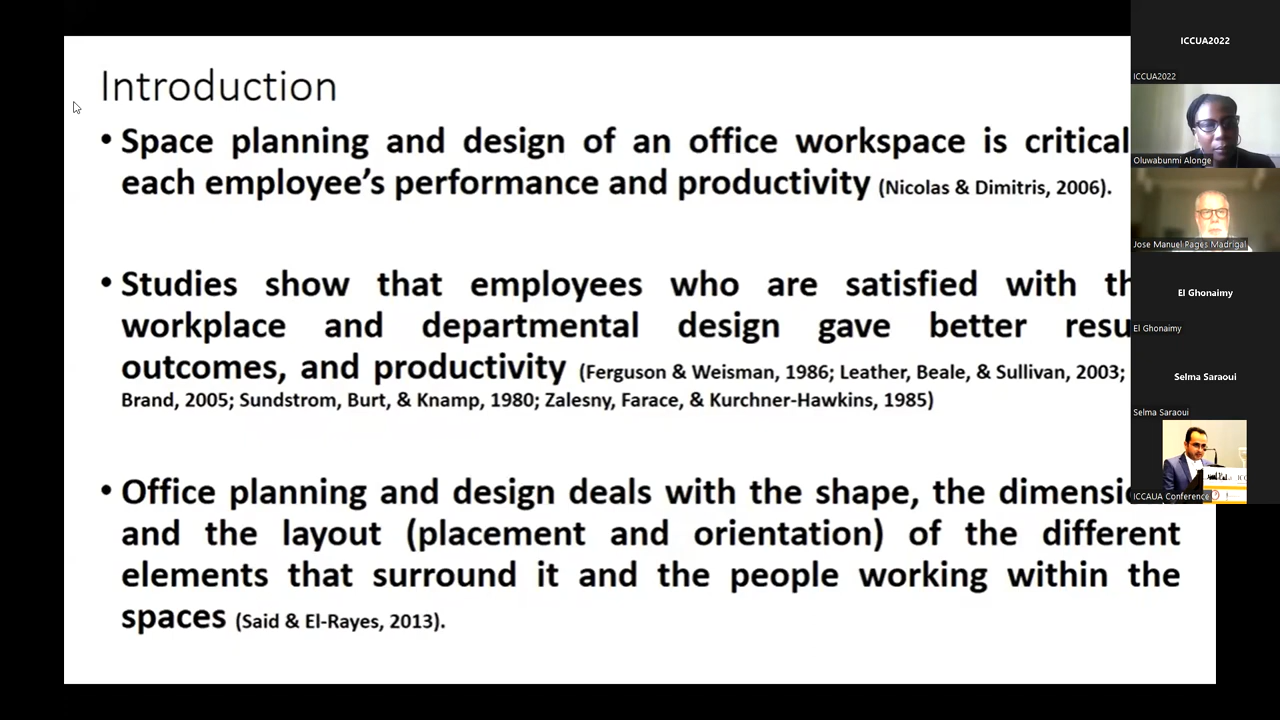 Introduction
• Space planning and design of an office workspace is critical
each employee's performance and productivity (Nicolas & Dimitris, 2006).
• Studies show that employees who are satisfied with
workplace and departmental design gave better
outcomes, and productivity (Ferguson & Weisman, 1986; Leather, Beale, & Sullivan, 2003;
Brand, 2005; Sundstrom, Burt, & Knamp, 1980; Zalesny, Farace, & Kurchner-Hawkins, 1985)
• Office planning and design deals with the shape, the
and the layout (placement and orientation) of the different
elements that surround it and the people working within the
spaces (Said & El-Rayes, 2013).
ICCUA2022
ICCUA2022
Oluwabunmi Alonge
Jose Manuel Pages Madrigal
El Ghonaimy
El Ghonaimy
Selma Saraoui
Selma Saraoui
ICCAUA Conference